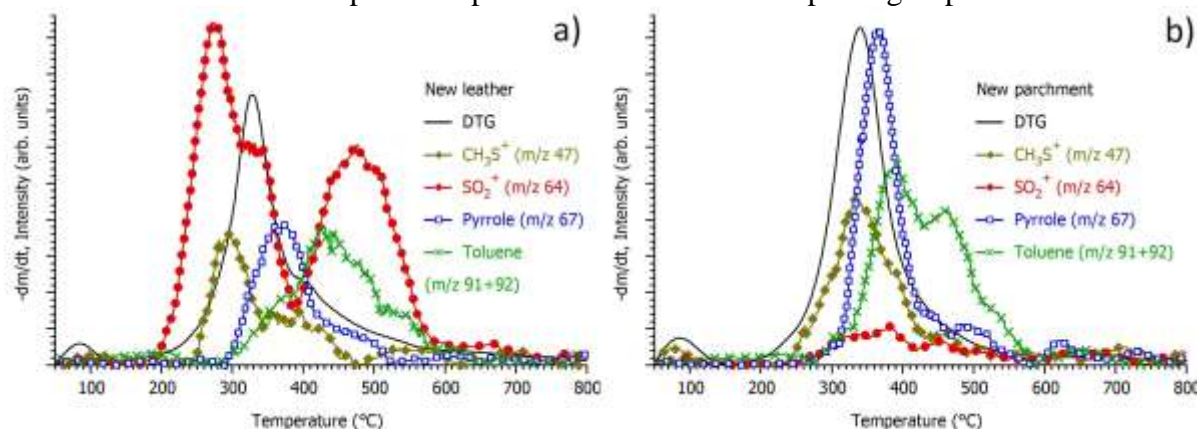 a)
-dm/dt, Intensity (arb. units)
New leather
DTG
CH₃S⁺ (m/z 47)
SO₂⁺ (m/z 64)
Pyrrole (m/z 67)
Toluene
(m/z 91+92)
100 200 300 400 500 600 700 800
Temperature (°C)
b)
-dm/dt, Intensity (arb. units)
New parchment
DTG
CH₃S⁺ (m/z 47)
SO₂⁺ (m/z 64)
Pyrrole (m/z 67)
Toluene (m/z 91+92)
100 200 300 400 500 600 700 800
Temperature (°C)